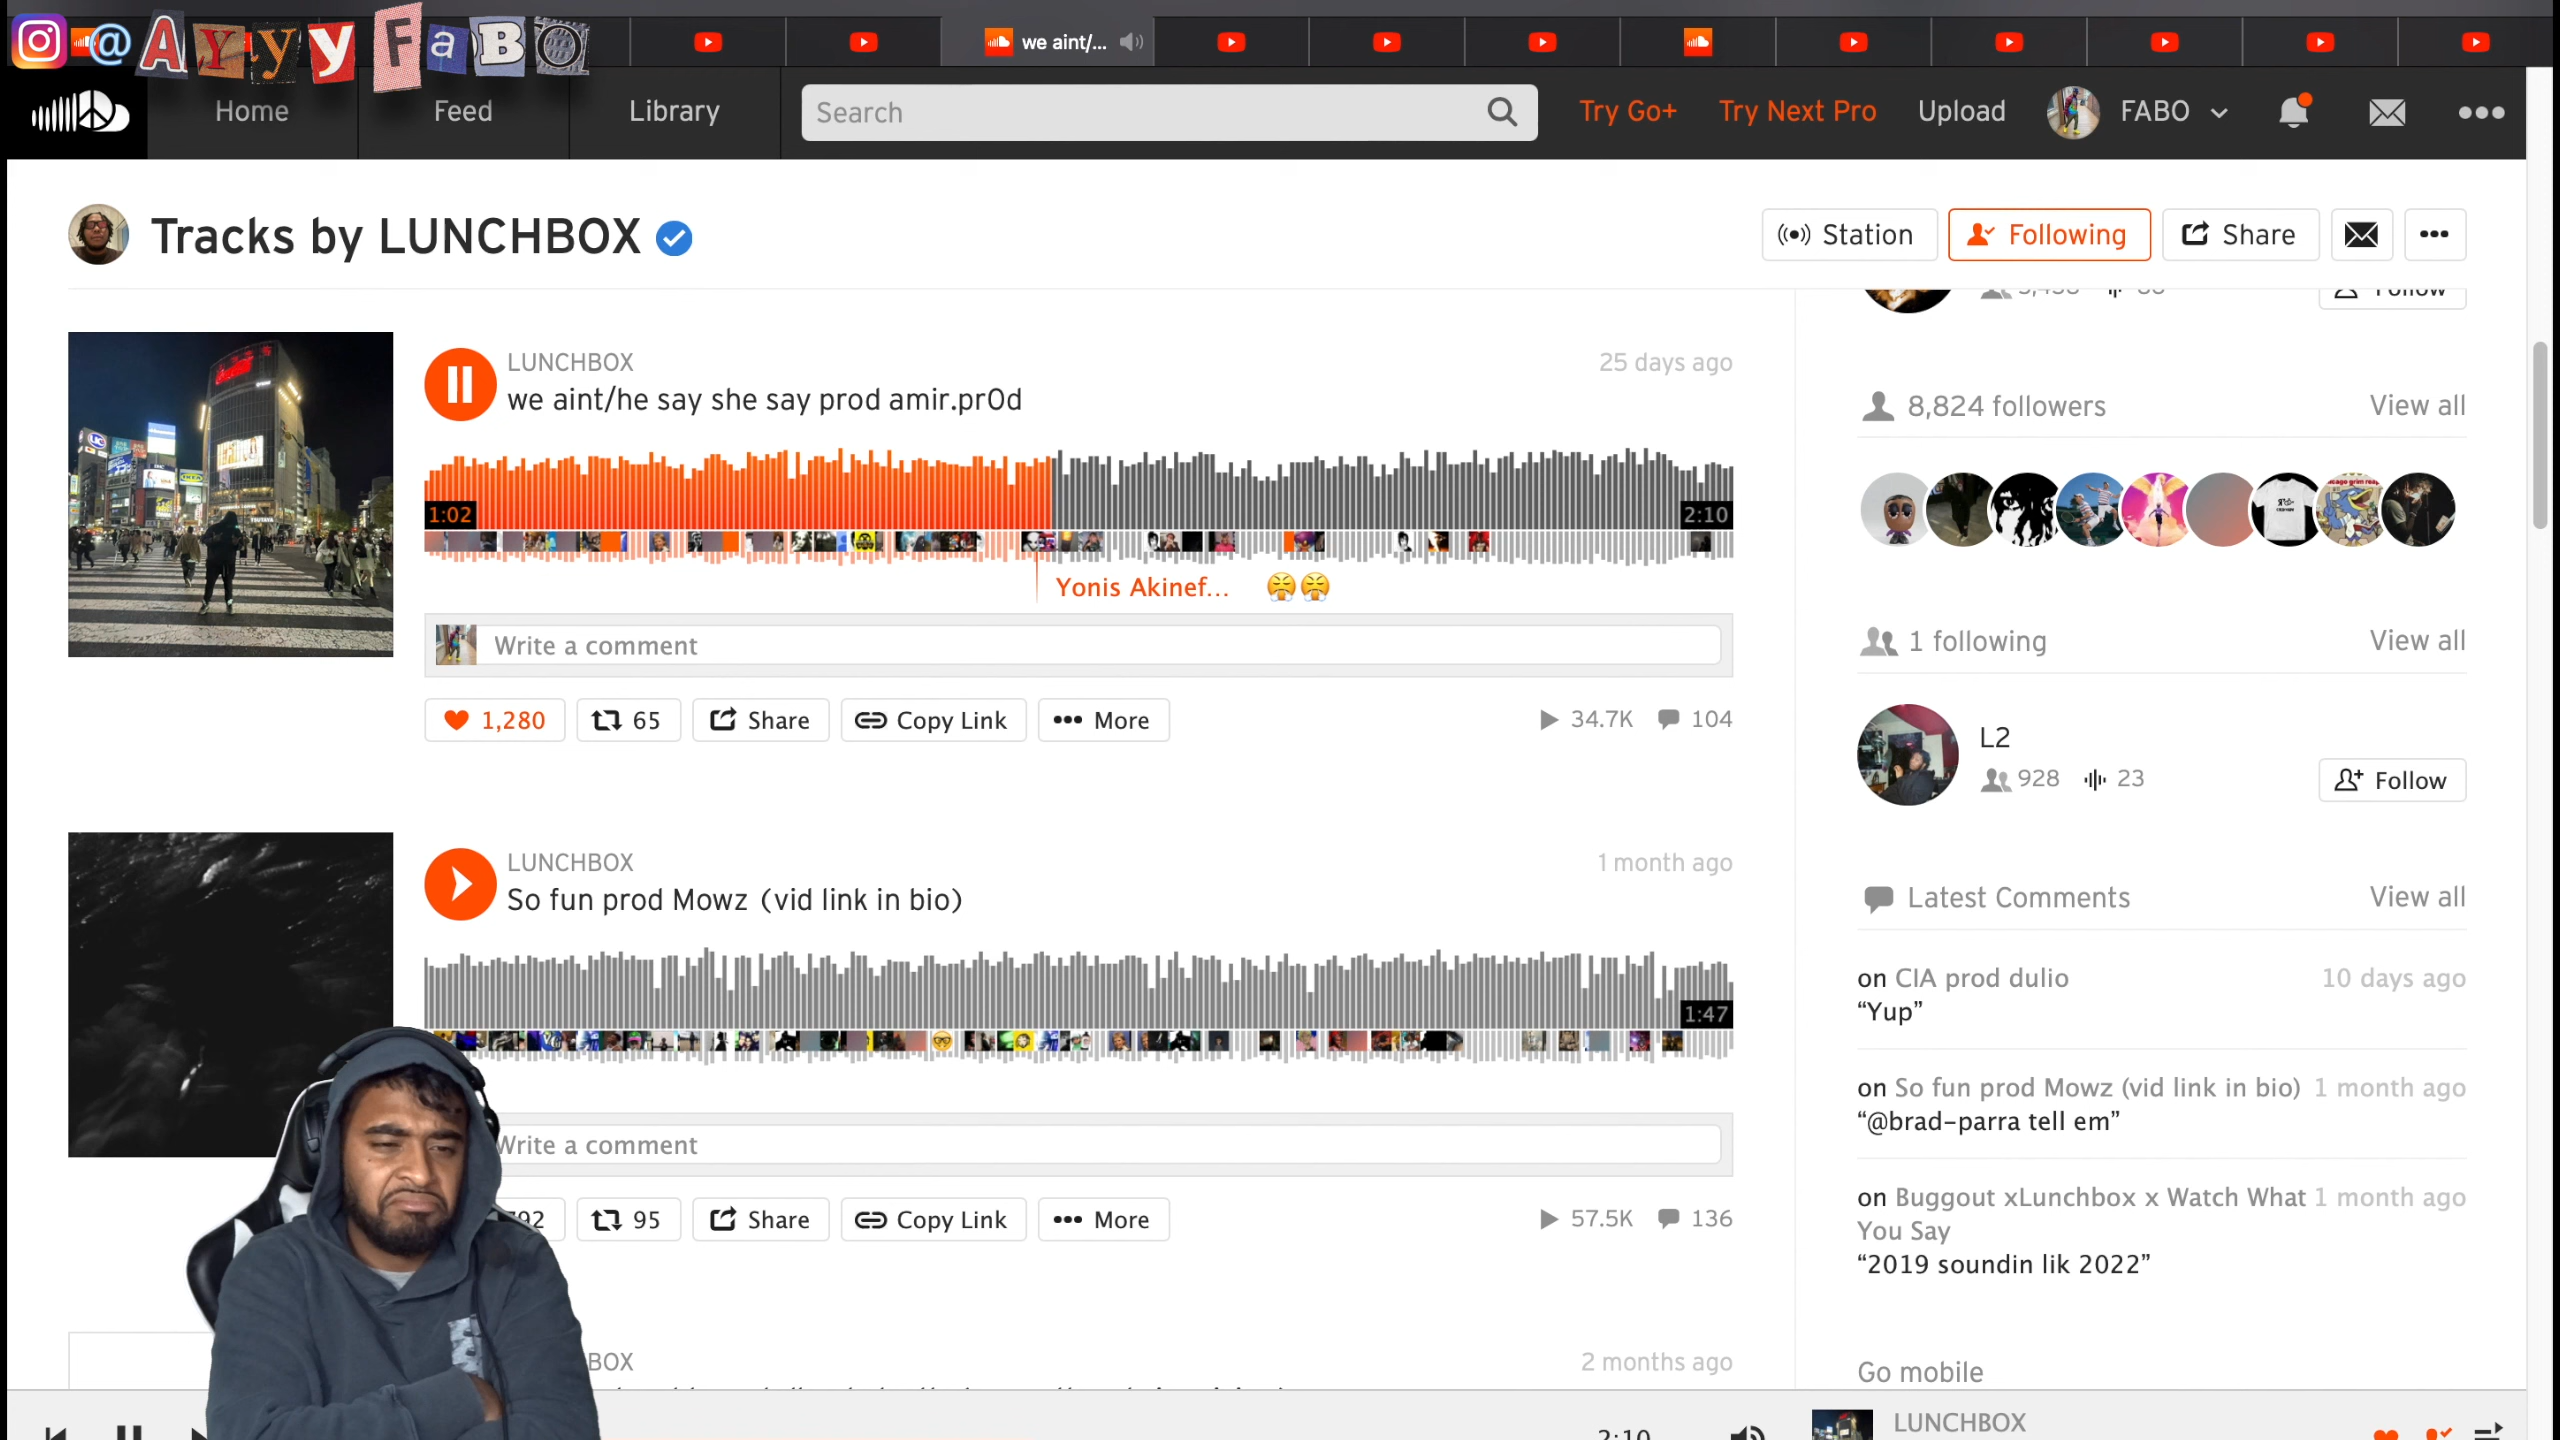 @AYyyFaBO
we aint/...
Home
Feed
Library
Search
Try Go+
Try Next Pro
Upload
FABO
Tracks by LUNCHBOX
Station
Following
Share
LUNCHBOX
25 days ago
we aint/he say she say prod amir.pr0d
1:02
2:10
Yonis Akinef... 😤😤
Write a comment
1,280
65
Share
Copy Link
More
34.7K
104
LUNCHBOX
1 month ago
So fun prod Mowz (vid link in bio)
1:47
Write a comment
95
Share
Copy Link
More
57.5K
136
BOX
2 months ago
Follow
8,824 followers
View all
1 following
View all
L2
928
23
Follow
Latest Comments
View all
on CIA prod dulio
10 days ago
“Yup”
on So fun prod Mowz (vid link in bio)
1 month ago
“@brad-parra tell em”
on Buggout xLunchbox x Watch What
1 month ago
You Say
“2019 soundin lik 2022”
Go mobile
2:10
LUNCHBOX